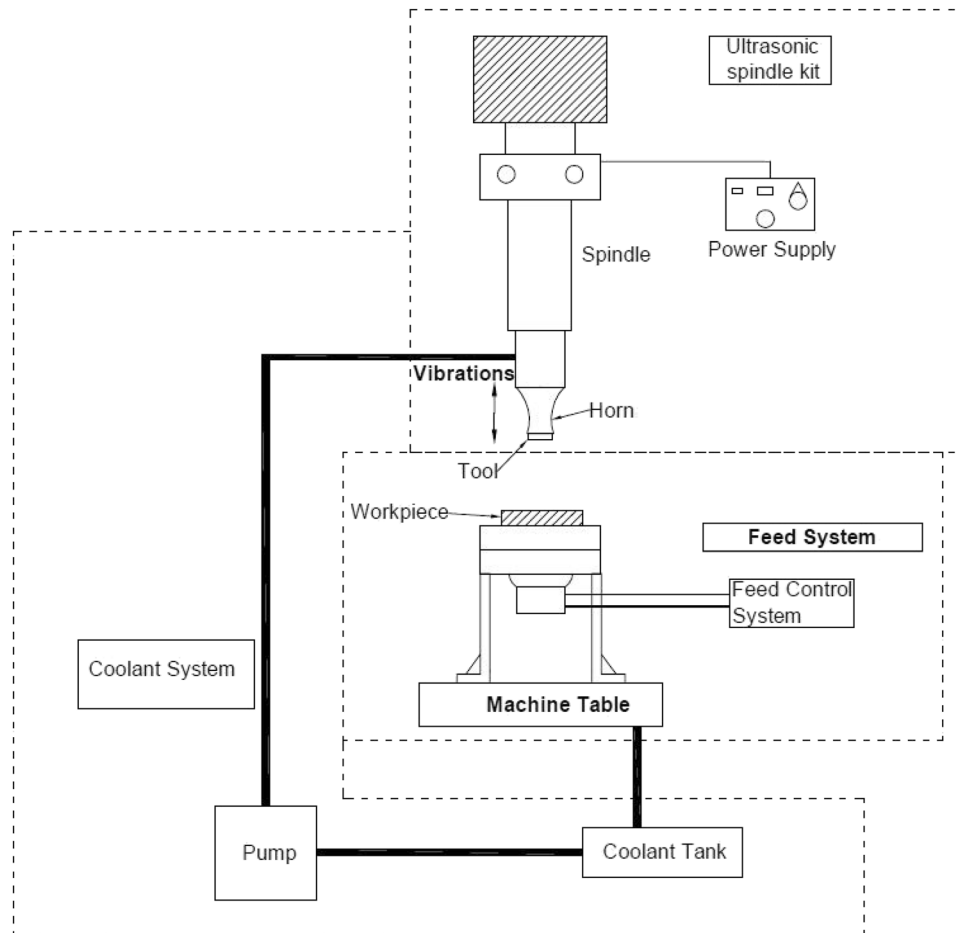 Ultrasonic
spindle kit
Spindle
Power Supply
Vibrations
Horn
Tool
Workpiece
Feed System
Feed Control
System
Coolant System
Machine Table
Pump
Coolant Tank